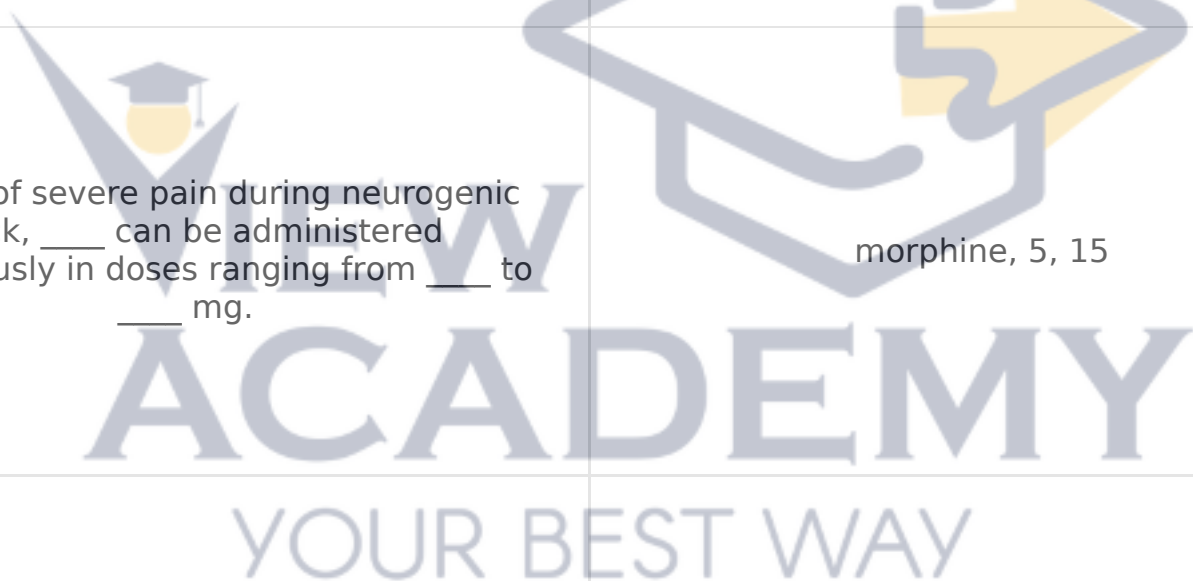 of severe pain during neurogenic
k, ____ can be administered
usly in doses ranging from ____ to
____ mg.
morphine, 5, 15
VIEW
ACADEMY
YOUR BEST WAY